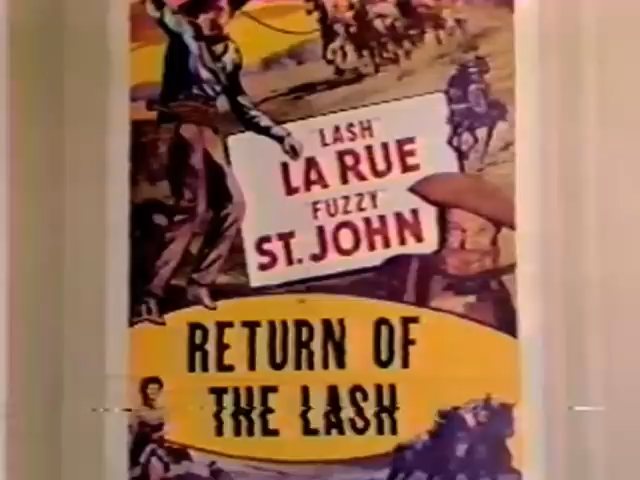 "LASH"
LA RUE
"FUZZY"
ST. JOHN
RETURN OF
THE LASH